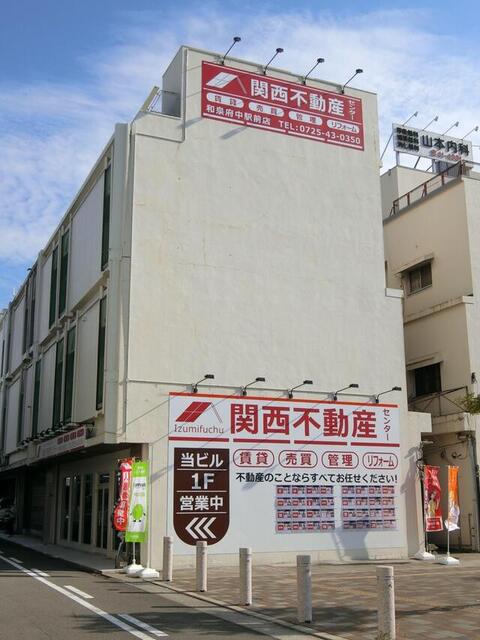 関西不動産センター
賃貸 売買 管理 リフォーム
和泉府中駅前店 TEL:0725-43-0350
山本内科
Izumifuchu
関西不動産センター
賃貸 売買 管理 リフォーム
不動産のことならすべてお任せください!
当ビル
1F
営業中